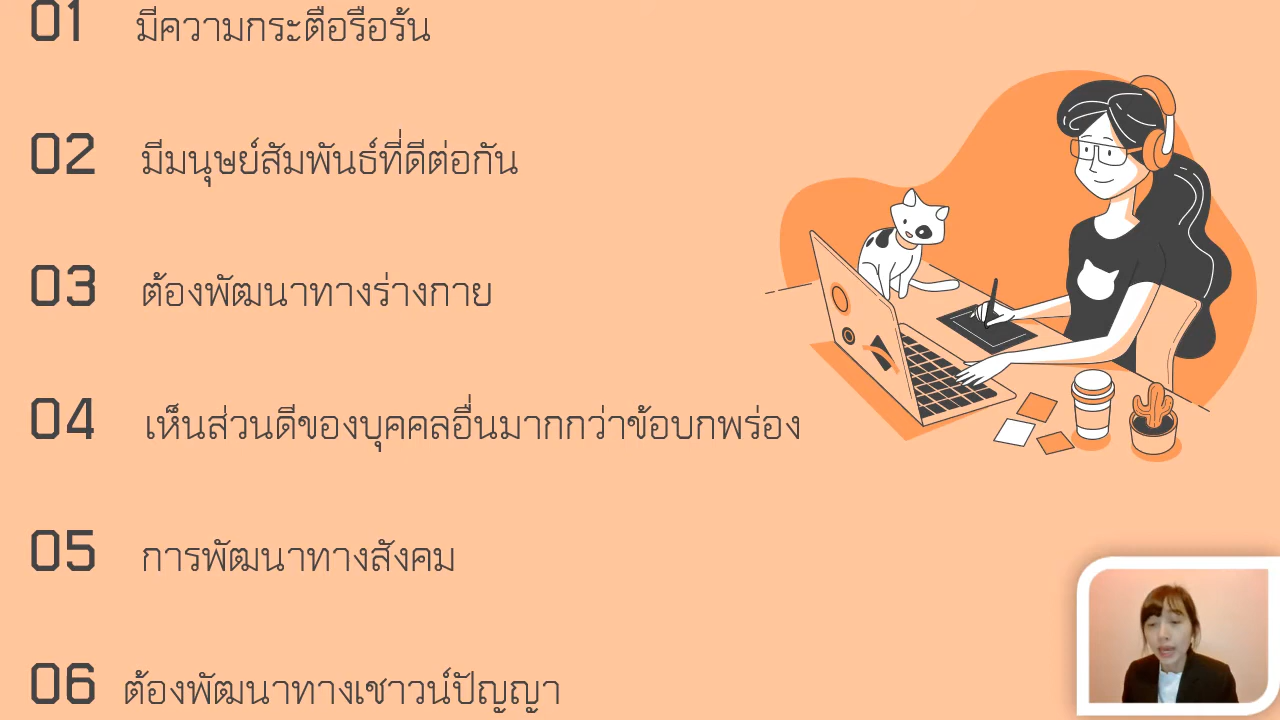 01 มีความกระตือรือร้น
02 มีมนุษย์สัมพันธ์ที่ดีต่อกัน
03 ต้องพัฒนาทางร่างกาย
04 เห็นส่วนดีของบุคคลอื่นมากกว่าข้อบกพร่อง
05 การพัฒนาทางสังคม
06 ต้องพัฒนาทางเชาวน์ปัญญา